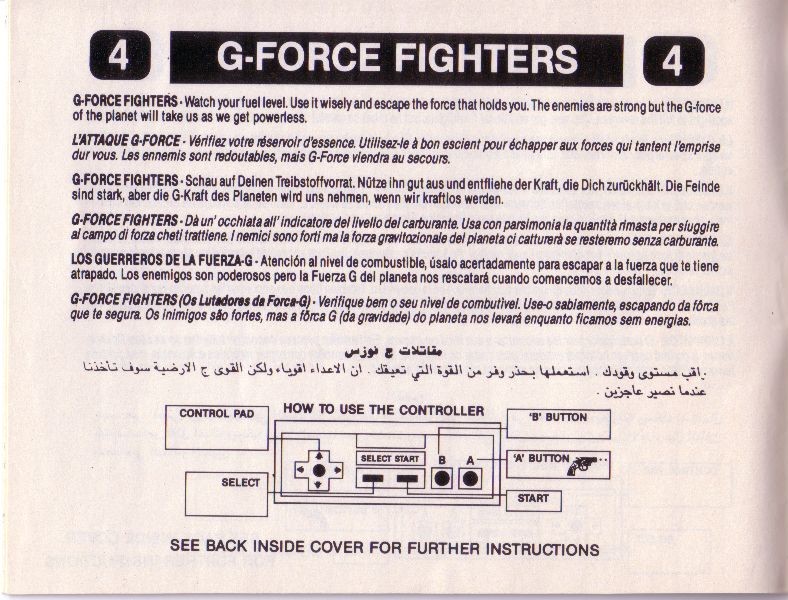 4 G-FORCE FIGHTERS 4
G-FORCE FIGHTERS - Watch your fuel level. Use it wisely and escape the force that holds you. The enemies are strong but the G-force
of the planet will take us as we get powerless.
L'ATTAQUE G-FORCE - Vérifiez votre réservoir d'essence. Utilisez-le à bon escient pour échapper aux forces qui tantent l'emprise
dur vous. Les ennemis sont redoutables, mais G-Force viendra au secours.
G-FORCE FIGHTERS - Schau auf Deinen Treibstoffvorrat. Nütze ihn gut aus und entfliehe der Kraft, die Dich zurückhält. Die Feinde
sind stark, aber die G-Kraft des Planeten wird uns nehmen, wenn wir kraftlos werden.
G-FORCE FIGHTERS - Dà un' occhiata all' indicatore del livello del carburante. Usa con parsimonia la quantità rimasta per siuggire
al campo di forza cheti trattiene. I nemici sono forti ma la forza gravitozionale del planeta ci catturerà se resteremo senza carburante.
LOS GUERREROS DE LA FUERZA-G - Atención al nivel de combustible, úsalo acertadamente para escapar a la fuerza que te tiene
atrapado. Los enemigos son poderosos pero la Fuerza G del planeta nos rescatará cuando comencemos a desfallecer.
G-FORCE FIGHTERS (Os Lutadores da Forca-G) - Verifique bem o seu nivel de combutivel. Use-o sabiamente, escapando da fôrca
que te segura. Os inimigos são fortes, mas a fôrca G (da gravidade) do planeta nos levará enquanto ficamos sem energias.
مقاتلات ج فورس
راقب مستوى وقودك . استعملها بحذر وفر من القوة التي تعيقك . ان الاعداء اقوياء ولكن القوى ج الارضية سوف تأخذنا
عندما نصير عاجزين .
HOW TO USE THE CONTROLLER
CONTROL PAD
'B' BUTTON
SELECT START
B A
'A' BUTTON
SELECT
START
SEE BACK INSIDE COVER FOR FURTHER INSTRUCTIONS